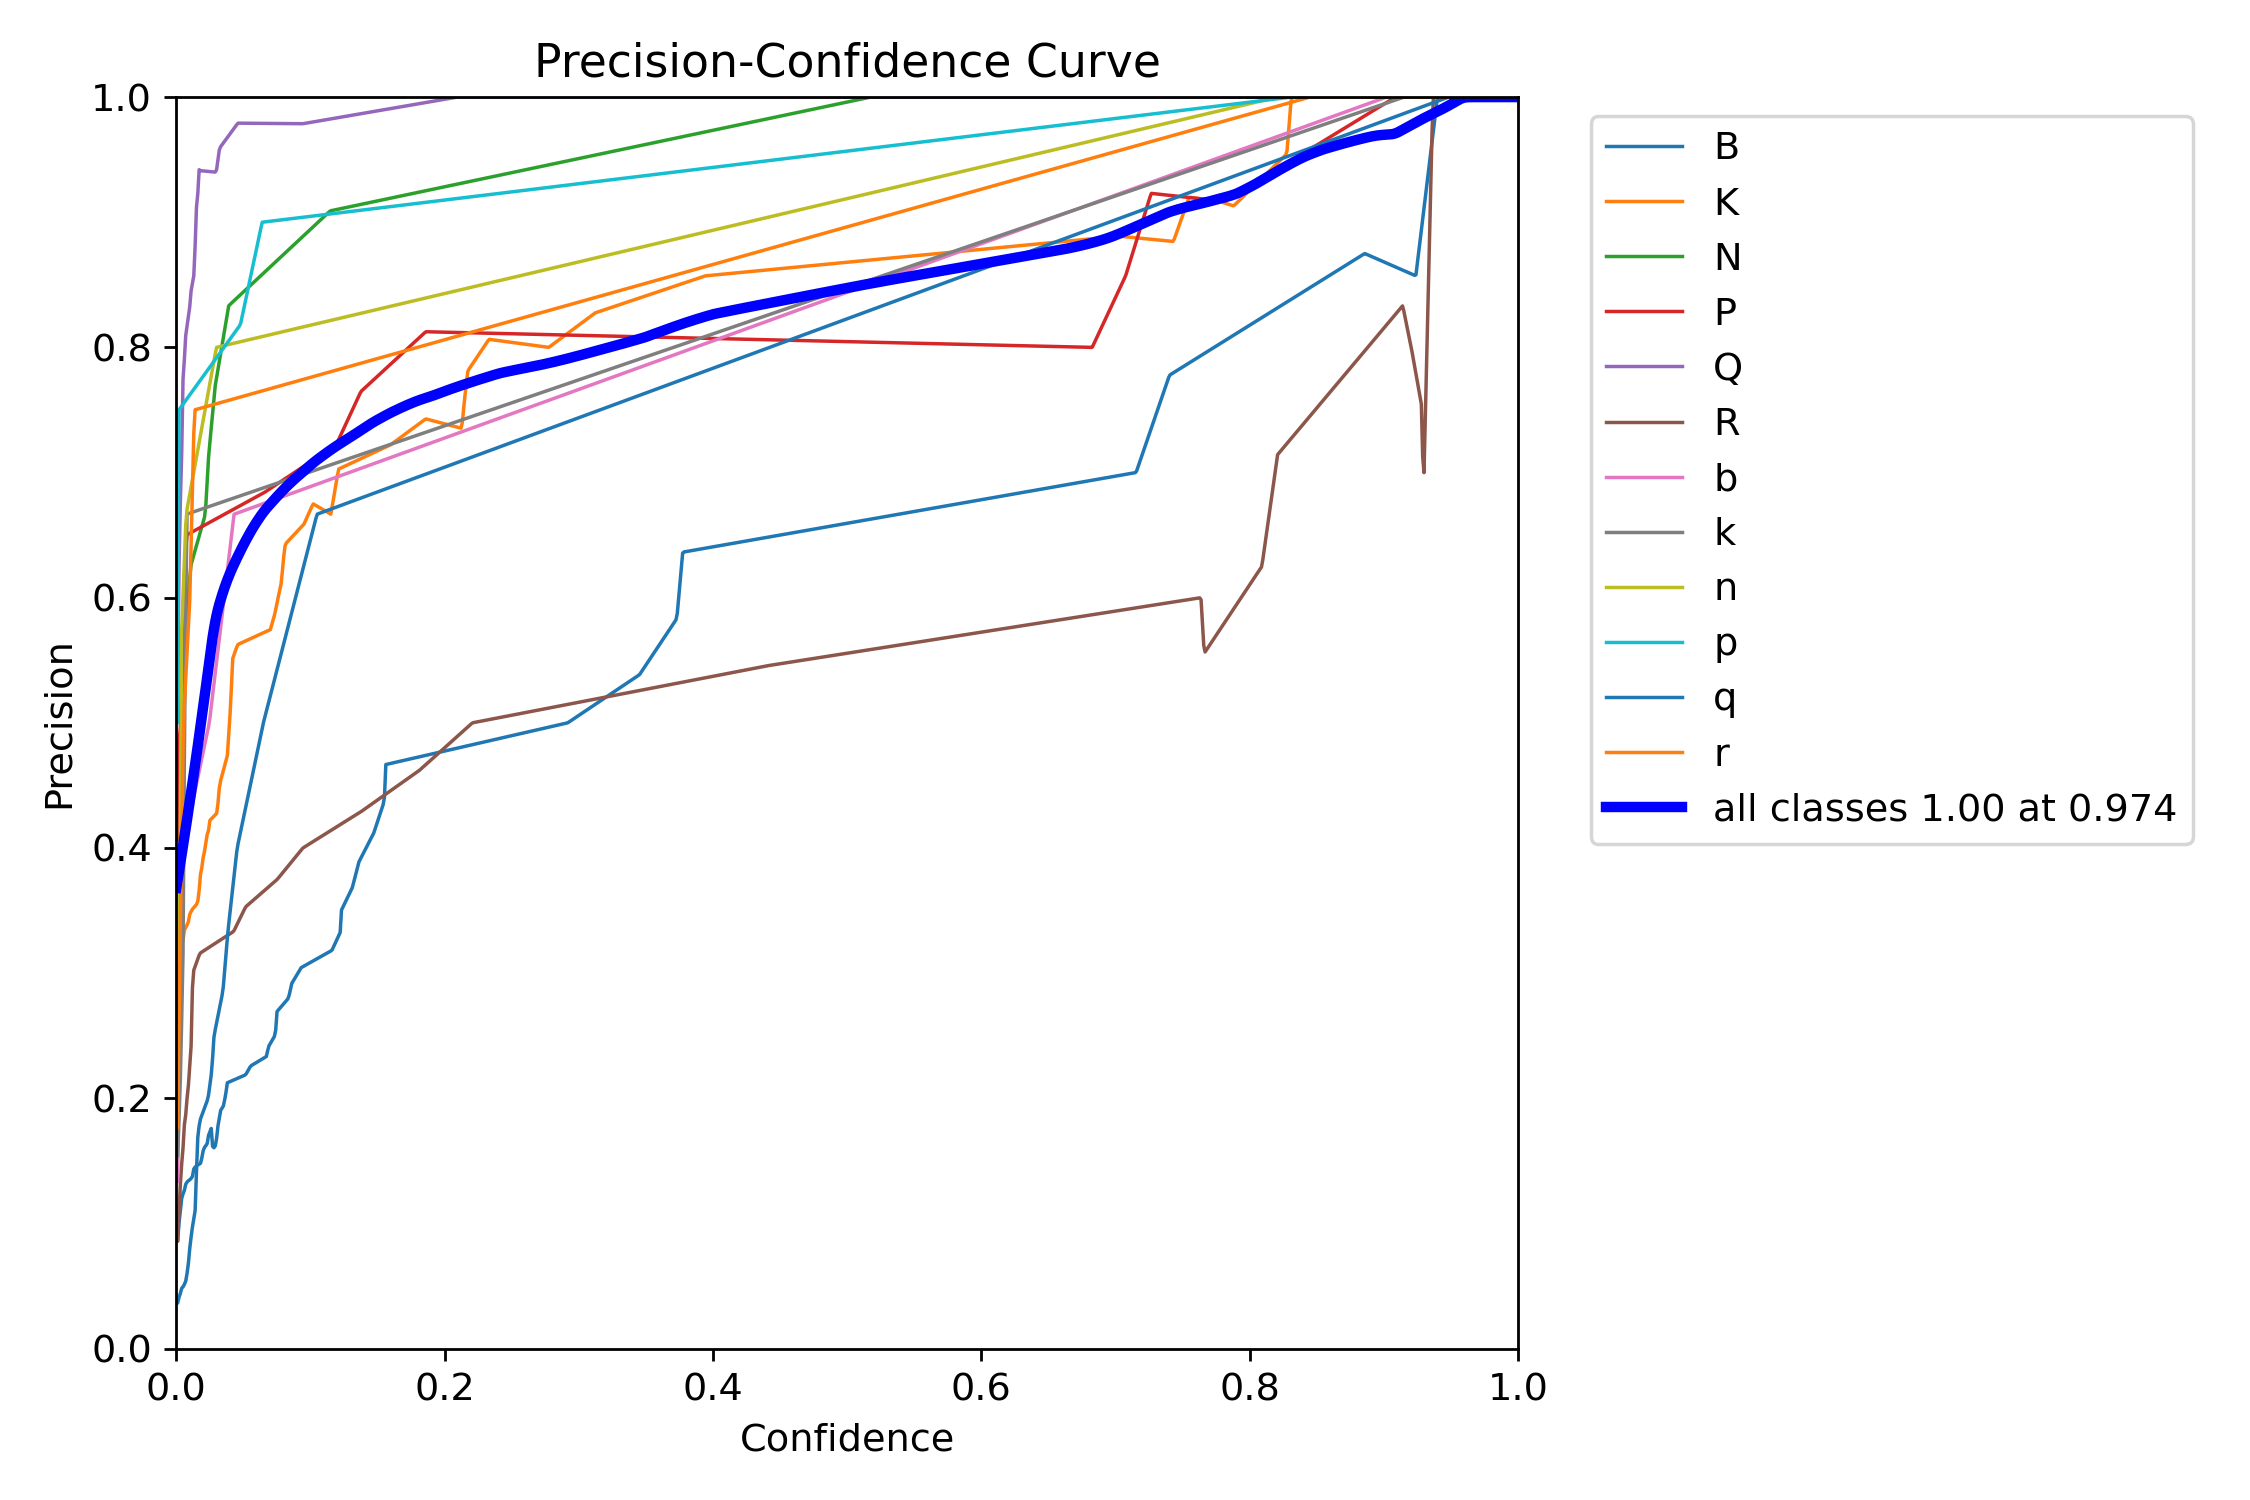 Precision-Confidence Curve
1.0
0.8
0.6
0.4
0.2
0.0
Precision
0.0 0.2 0.4 0.6 0.8 1.0
Confidence
B
K
N
P
Q
R
b
k
n
p
q
r
all classes 1.00 at 0.974